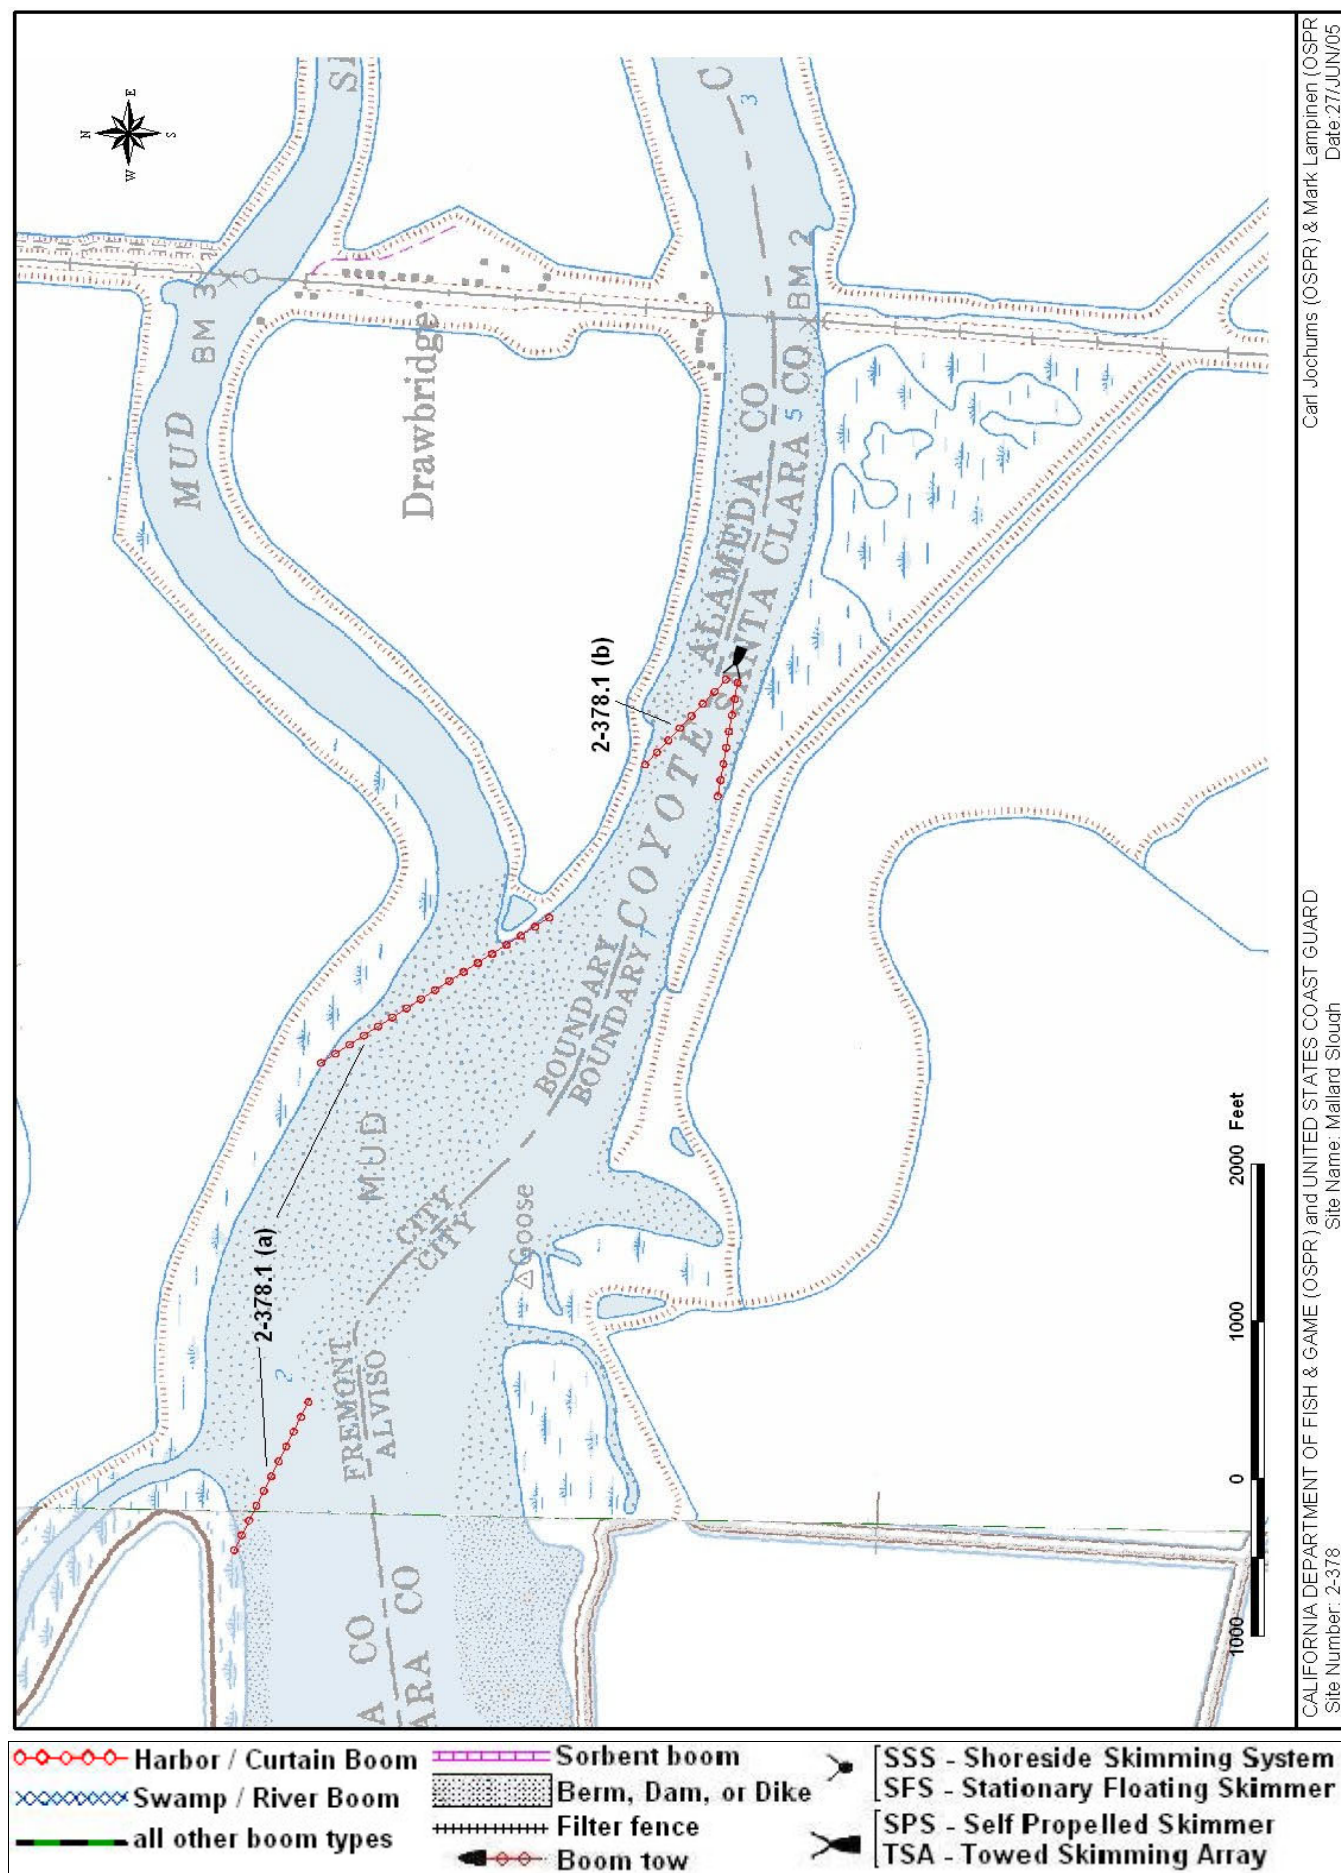 N
E
S
W
SL
C
3
MUD
BM 3
Drawbridge
BM 2
ALAMEDA CO
SANTA CLARA CO
5
2-378.1 (b)
COYOTE
BOUNDARY
BOUNDARY
7
MUD
CITY
CITY
Goose
2-378.1 (a)
2
FREMONT
ALVISO
A CO
ARA CO
1000 0 1000 2000 Feet
CALIFORNIA DEPARTMENT OF FISH & GAME (OSPR) and UNITED STATES COAST GUARD Carl Jochums (OSPR) & Mark Lampinen (OSPR
Site Number: 2-378 Site Name: Mallard Slough Date:27/JUN/05
Harbor / Curtain Boom
Swamp / River Boom
all other boom types
Sorbent boom
Berm, Dam, or Dike
Filter fence
Boom tow
SSS - Shoreside Skimming System
SFS - Stationary Floating Skimmer
SPS - Self Propelled Skimmer
TSA - Towed Skimming Array